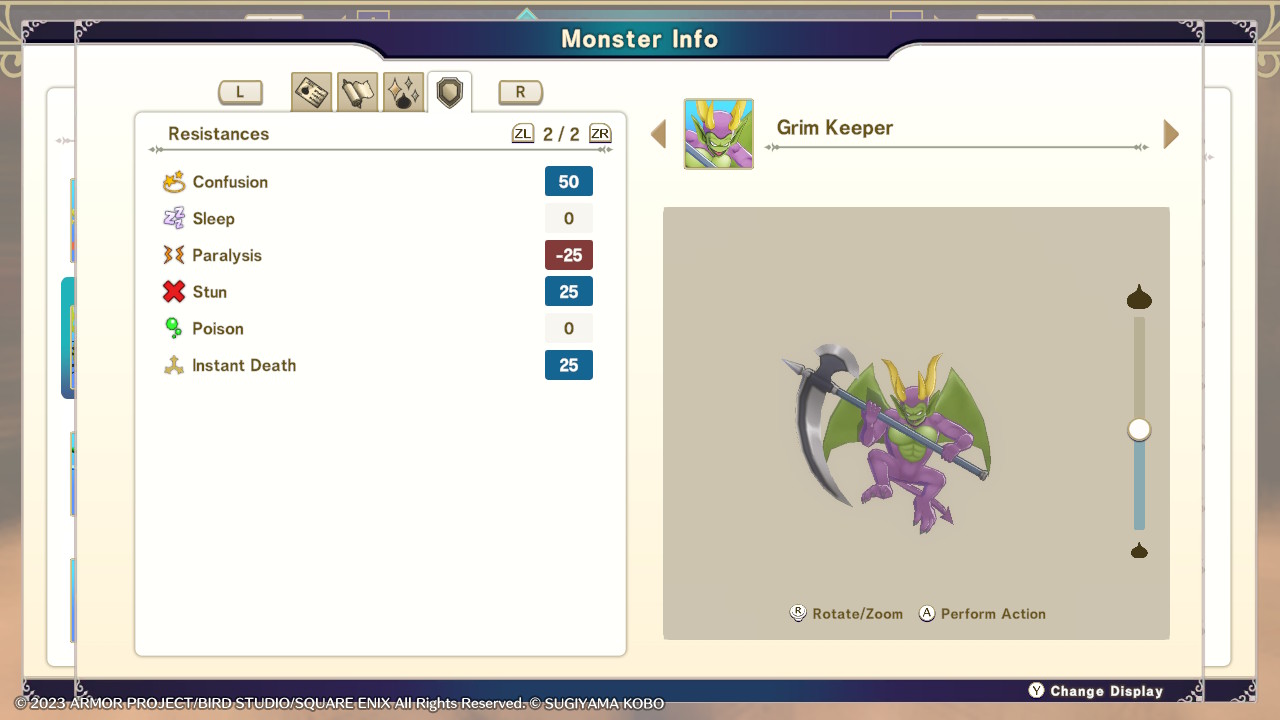 Monster Info
L
R
Resistances
ZL 2 / 2 ZR
Confusion 50
Sleep 0
Paralysis -25
Stun 25
Poison 0
Instant Death 25
Grim Keeper
R Rotate/Zoom A Perform Action
Y Change Display
© 2023 ARMOR PROJECT/BIRD STUDIO/SQUARE ENIX All Rights Reserved. © SUGIYAMA KOBO